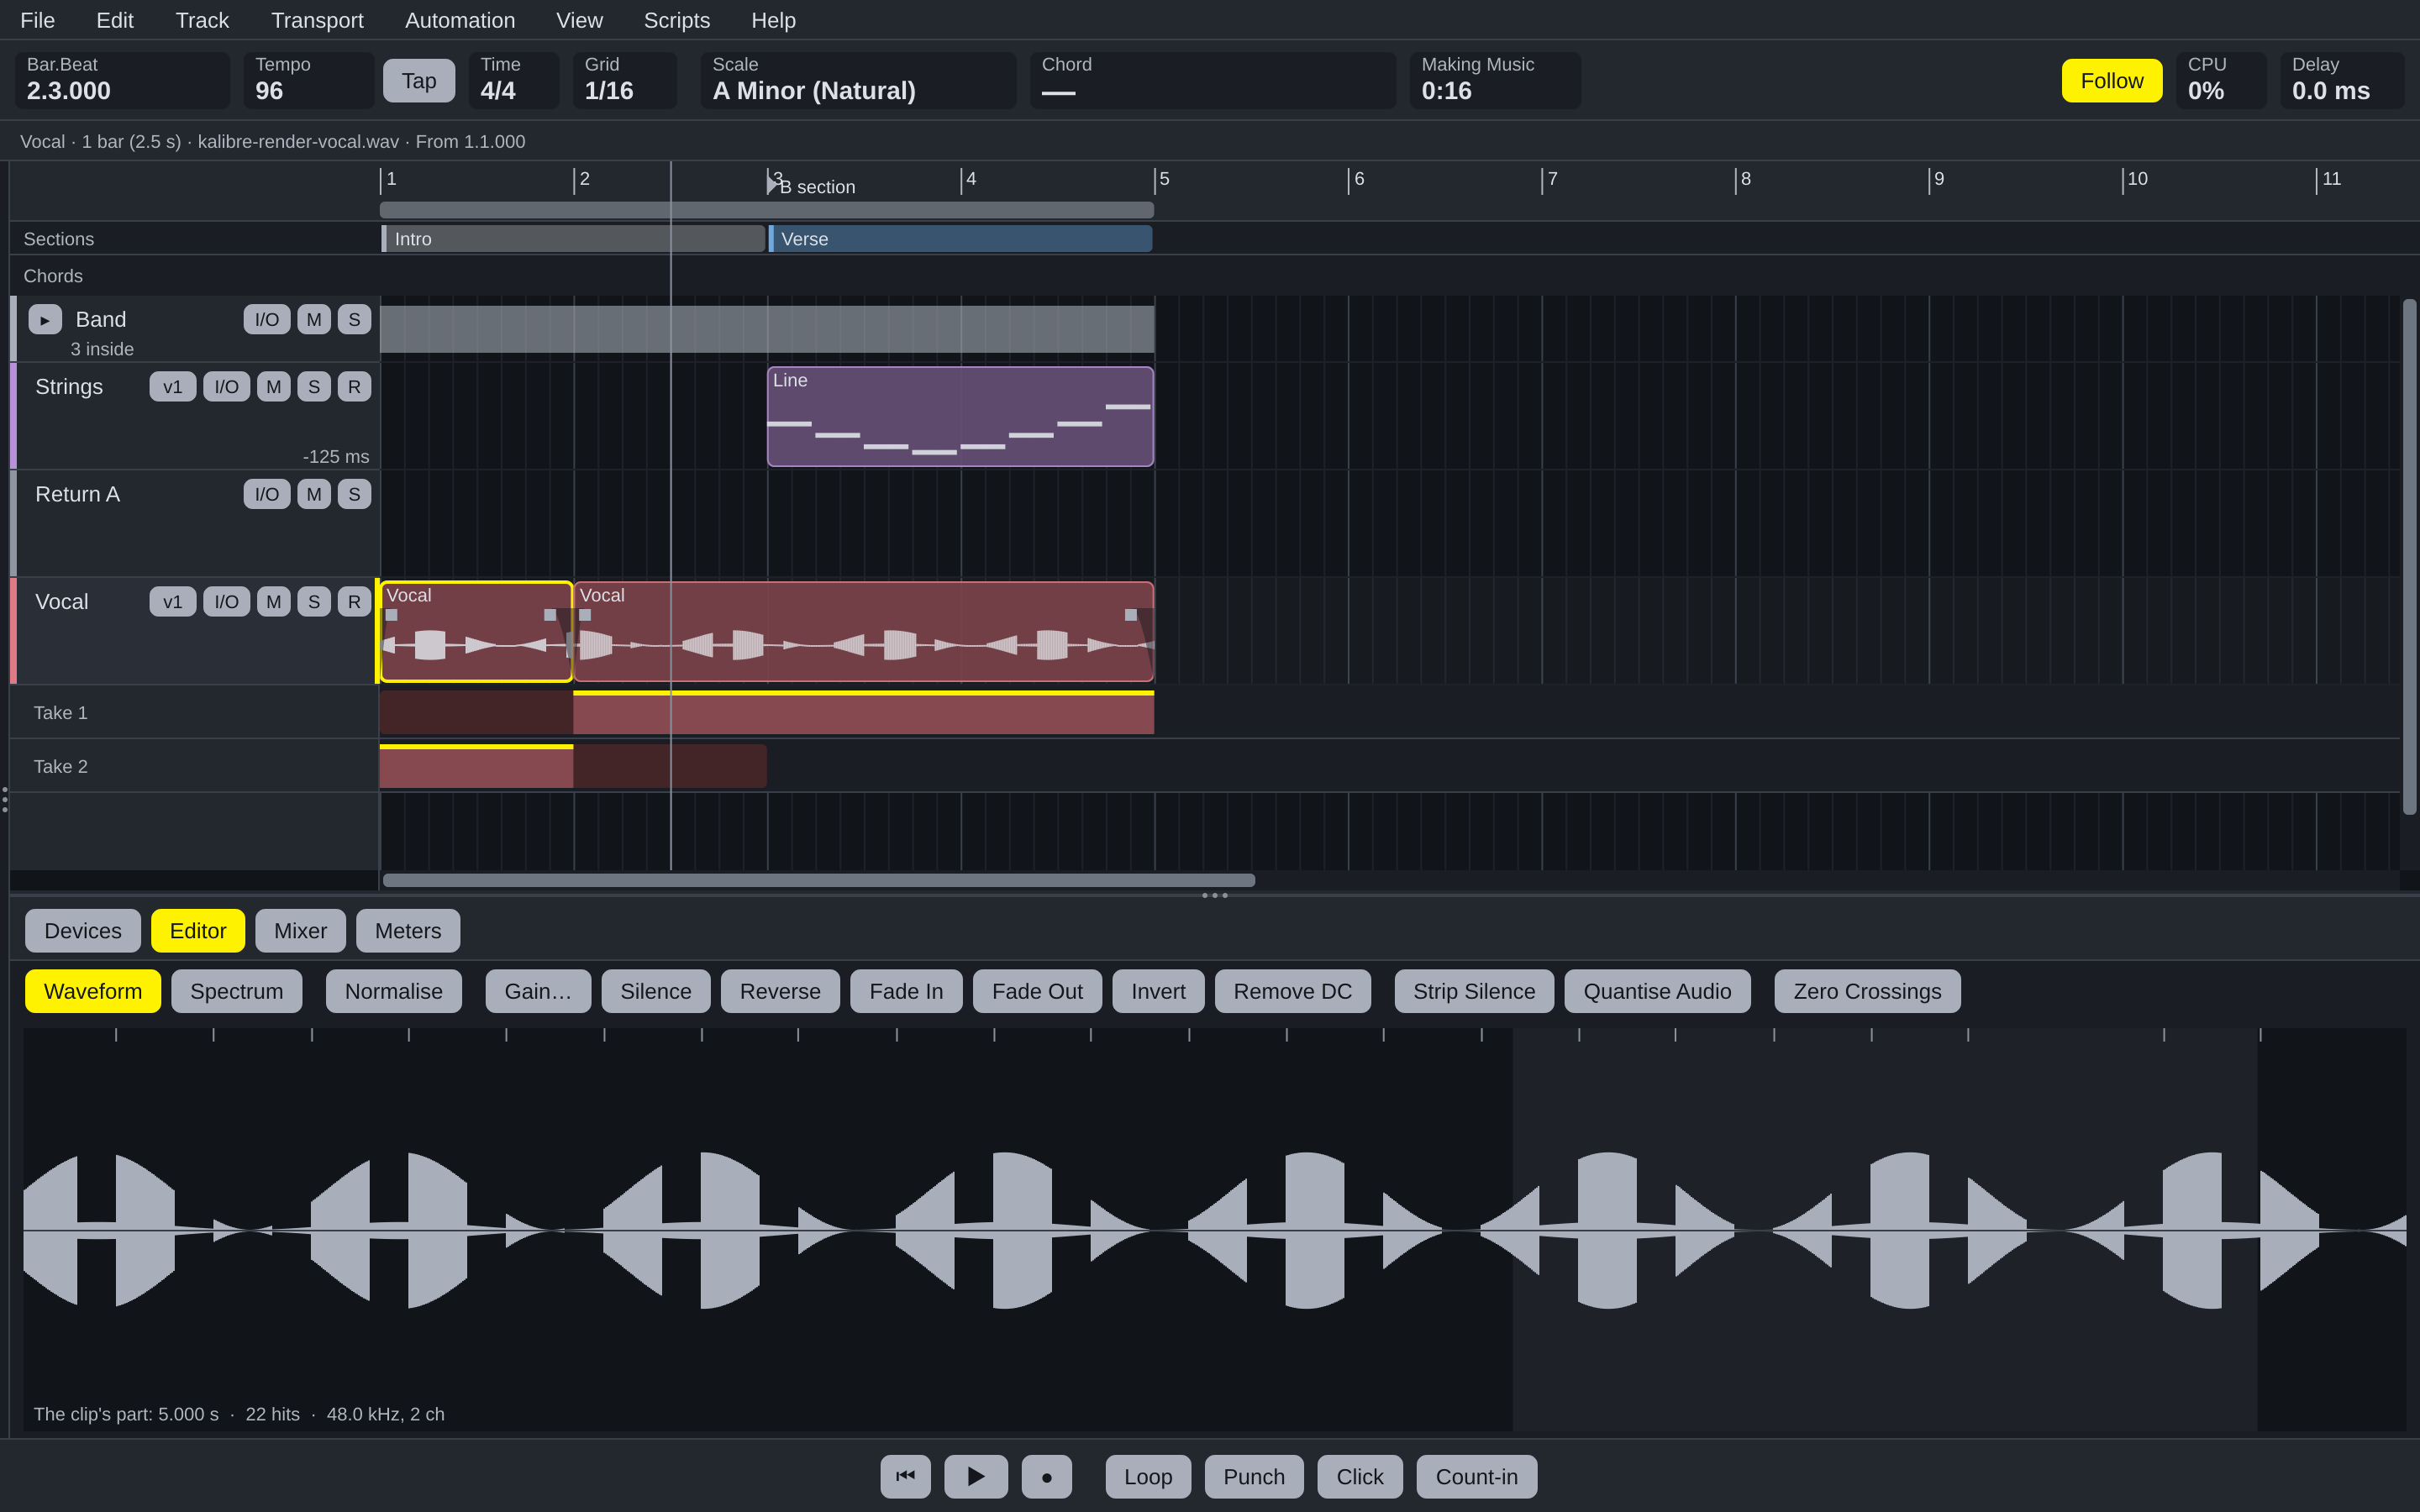 File Edit Track Transport Automation View Scripts Help
Bar.Beat Tempo Time Grid Scale Chord Making Music CPU Delay
2.3.000 96 Tap 4/4 1/16 A Minor (Natural) — 0:16 Follow 0% 0.0 ms
Vocal · 1 bar (2.5 s) · kalibre-render-vocal.wav · From 1.1.000
1 2 3 4 5 6 7 8 9 10 11
B section
Sections Intro Verse
Chords
Band I/O M S
3 inside
Strings v1 I/O M S R Line
-125 ms
Return A I/O M S
Vocal v1 I/O M S R Vocal Vocal
Take 1
Take 2
Devices Editor Mixer Meters
Waveform Spectrum Normalise Gain… Silence Reverse Fade In Fade Out Invert Remove DC Strip Silence Quantise Audio Zero Crossings
The clip's part: 5.000 s · 22 hits · 48.0 kHz, 2 ch
Loop Punch Click Count-in